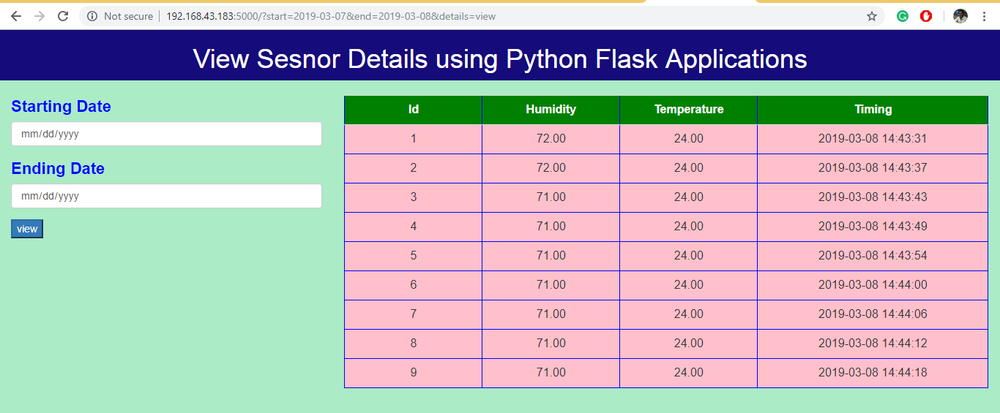 Not secure | 192.168.43.183:5000/?start=2019-03-07&end=2019-03-08&details=view
View Sesnor Details using Python Flask Applications
Starting Date
mm/dd/yyyy
Ending Date
mm/dd/yyyy
view
Id Humidity Temperature Timing
1 72.00 24.00 2019-03-08 14:43:31
2 72.00 24.00 2019-03-08 14:43:37
3 71.00 24.00 2019-03-08 14:43:43
4 71.00 24.00 2019-03-08 14:43:49
5 71.00 24.00 2019-03-08 14:43:54
6 71.00 24.00 2019-03-08 14:44:00
7 71.00 24.00 2019-03-08 14:44:06
8 71.00 24.00 2019-03-08 14:44:12
9 71.00 24.00 2019-03-08 14:44:18